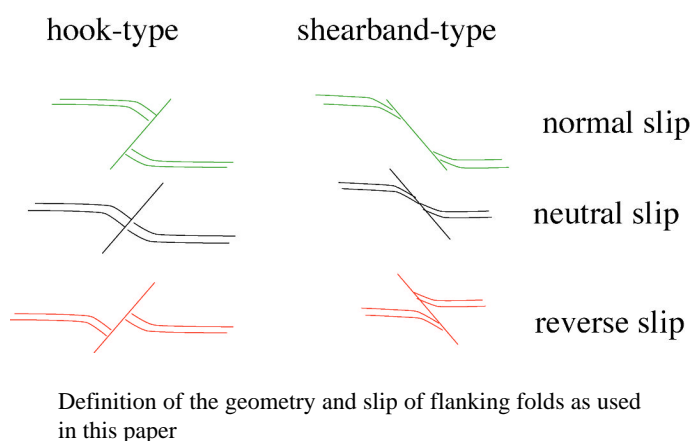 hook-type
shearband-type
normal slip
neutral slip
reverse slip
Definition of the geometry and slip of flanking folds as used
in this paper